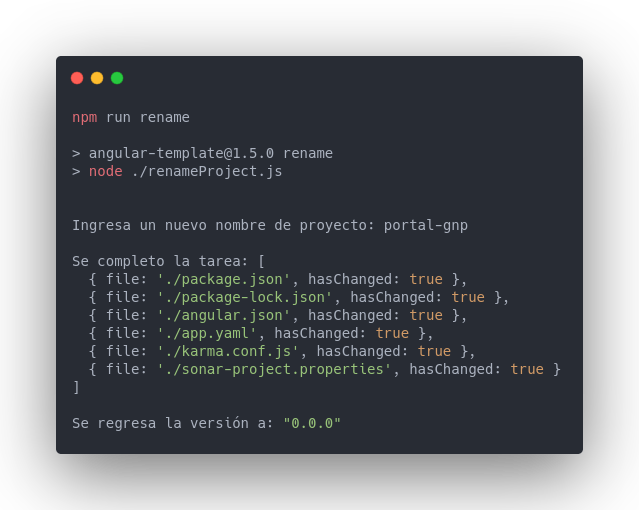 npm run rename
> angular-template@1.5.0 rename
> node ./renameProject.js
Ingresa un nuevo nombre de proyecto: portal-gnp
Se completo la tarea: [
  { file: './package.json', hasChanged: true },
  { file: './package-lock.json', hasChanged: true },
  { file: './angular.json', hasChanged: true },
  { file: './app.yaml', hasChanged: true },
  { file: './karma.conf.js', hasChanged: true },
  { file: './sonar-project.properties', hasChanged: true }
]
Se regresa la versión a: "0.0.0"